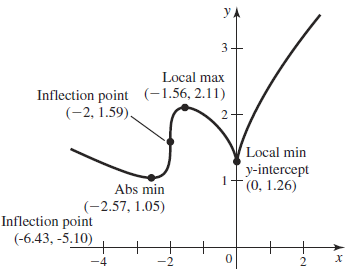 y
3
Local max
Inflection point (−1.56, 2.11)
(−2, 1.59)
2
Local min
y-intercept
(0, 1.26)
1
Abs min
(−2.57, 1.05)
Inflection point
(-6.43, -5.10)
−4 −2 0 2 x